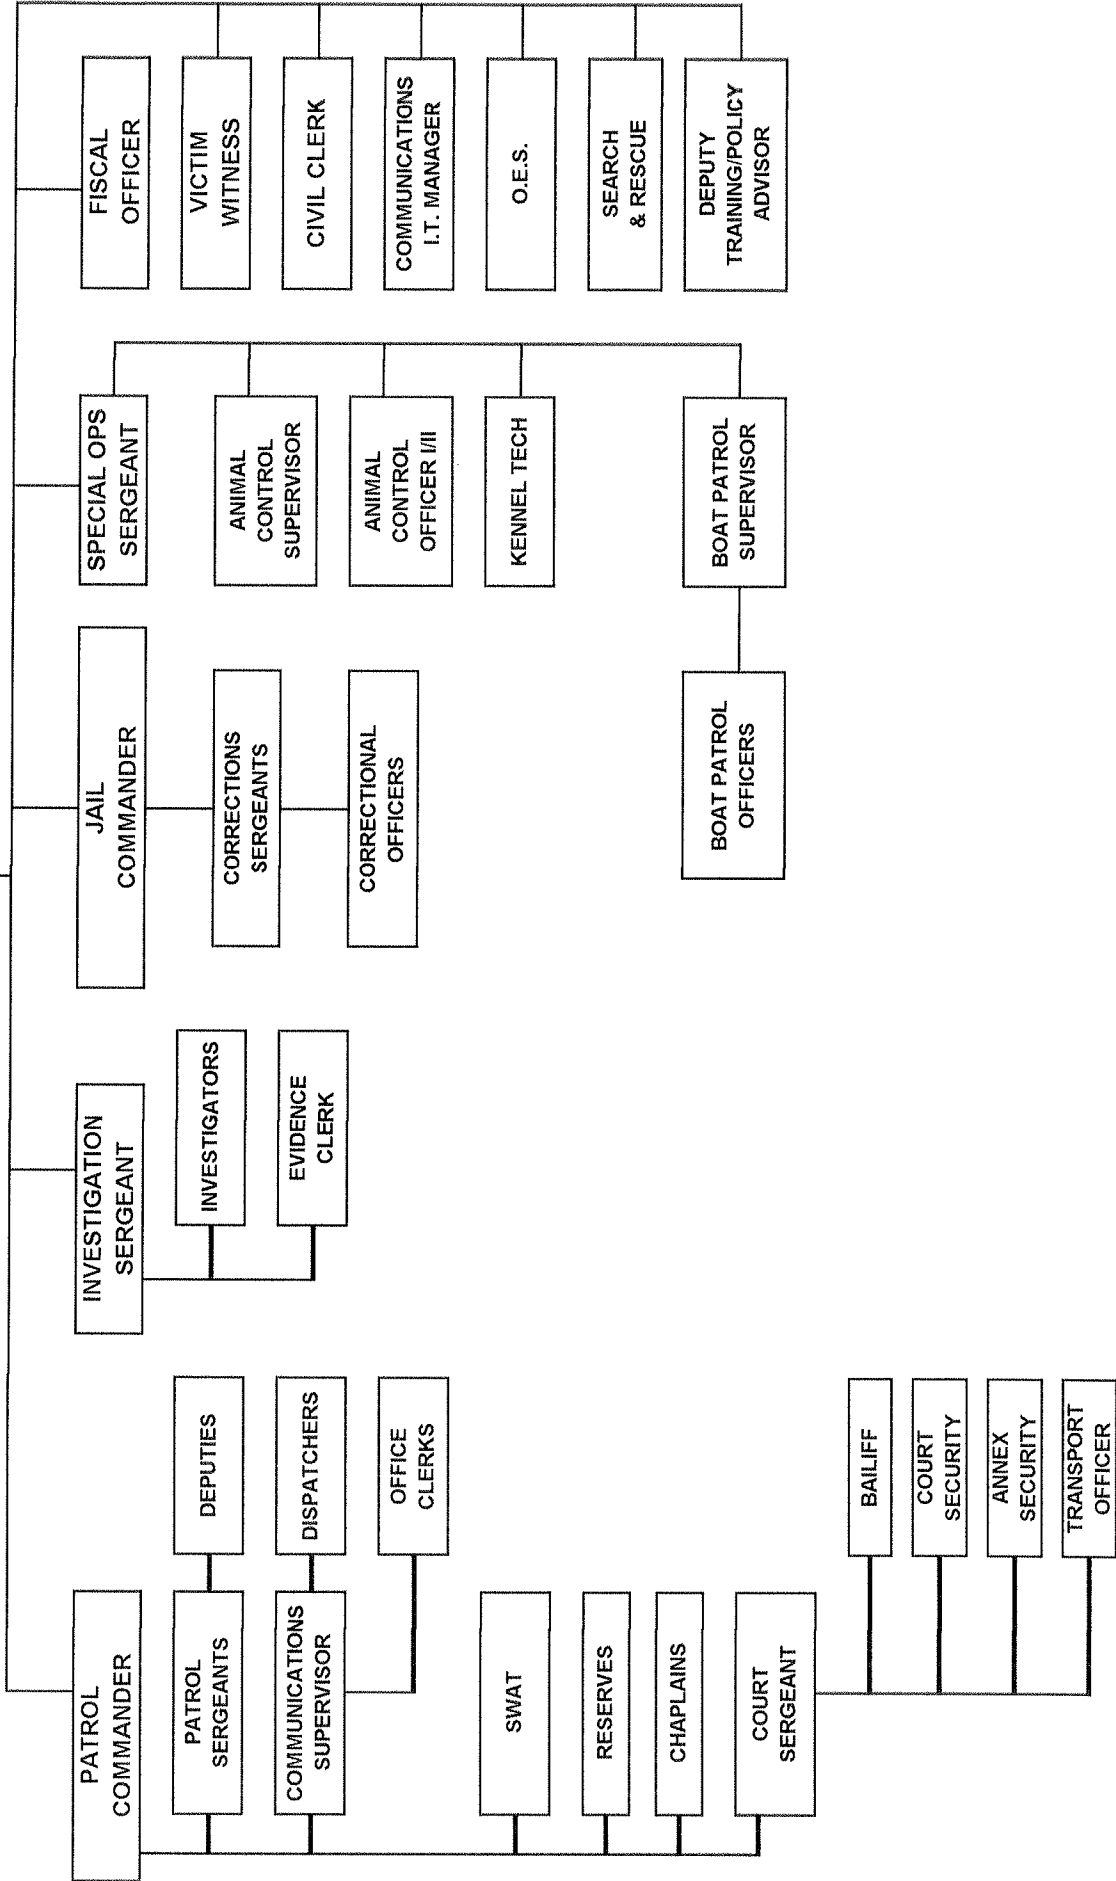 PATROL
COMMANDER
PATROL
SERGEANTS
DEPUTIES
COMMUNICATIONS
SUPERVISOR
DISPATCHERS
OFFICE
CLERKS
SWAT
RESERVES
CHAPLAINS
COURT
SERGEANT
BAILIFF
COURT
SECURITY
ANNEX
SECURITY
TRANSPORT
OFFICER
INVESTIGATION
SERGEANT
INVESTIGATORS
EVIDENCE
CLERK
JAIL
COMMANDER
CORRECTIONS
SERGEANTS
CORRECTIONAL
OFFICERS
SPECIAL OPS
SERGEANT
ANIMAL
CONTROL
SUPERVISOR
ANIMAL
CONTROL
OFFICER I/II
KENNEL TECH
BOAT PATROL
SUPERVISOR
BOAT PATROL
OFFICERS
FISCAL
OFFICER
VICTIM
WITNESS
CIVIL CLERK
COMMUNICATIONS
I.T. MANAGER
O.E.S.
SEARCH
& RESCUE
DEPUTY
TRAINING/POLICY
ADVISOR